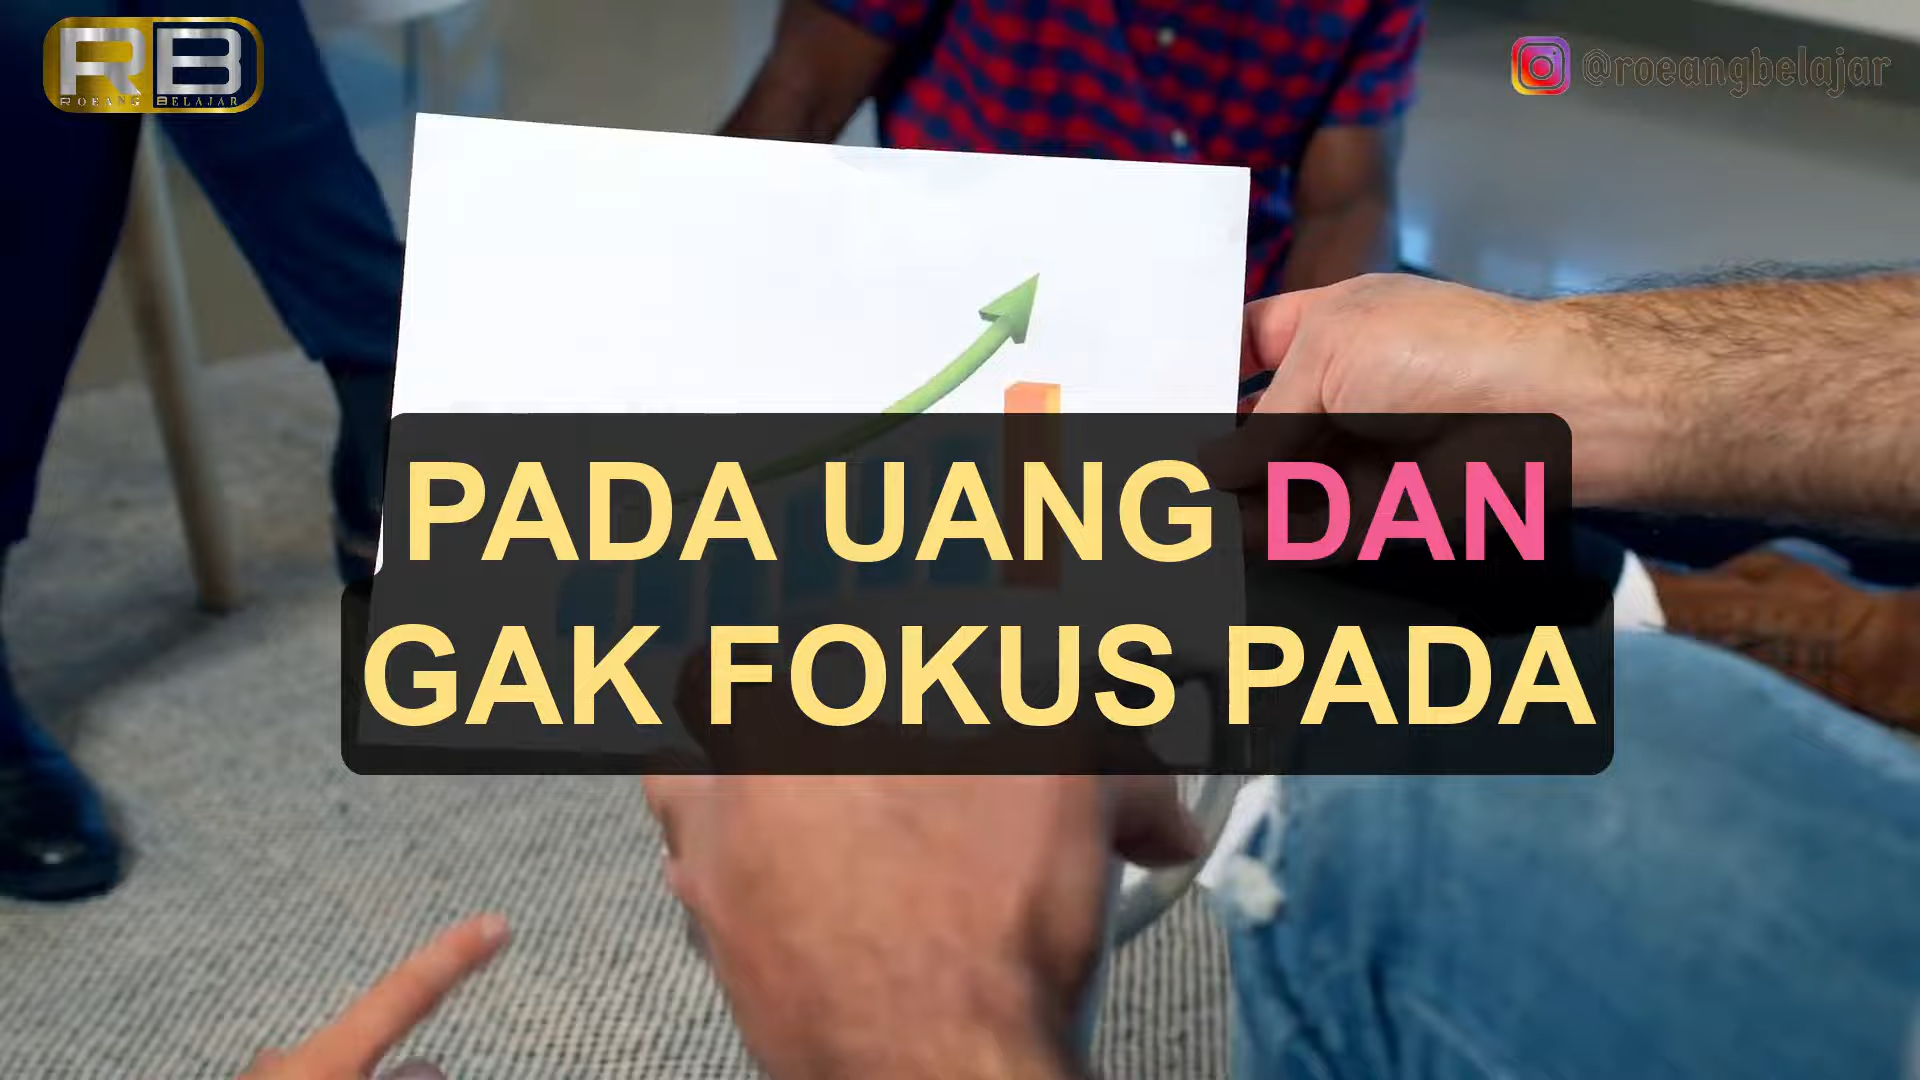 RB
ROEANG BELAJAR
@roeangbelajar
PADA UANG DAN
GAK FOKUS PADA